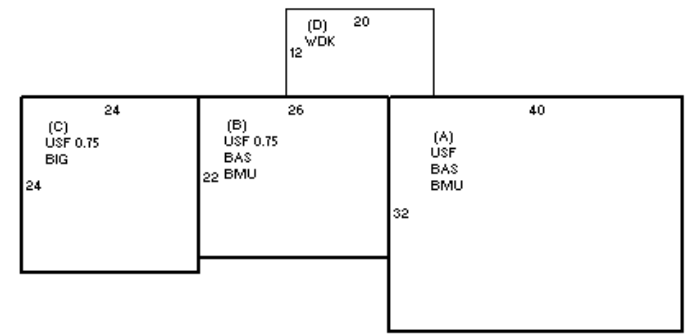 (D) 20
WDK
12
24
(C)
USF 0.75
BIG
24
26
(B)
USF 0.75
BAS
22 BMU
40
(A)
USF
BAS
BMU
32